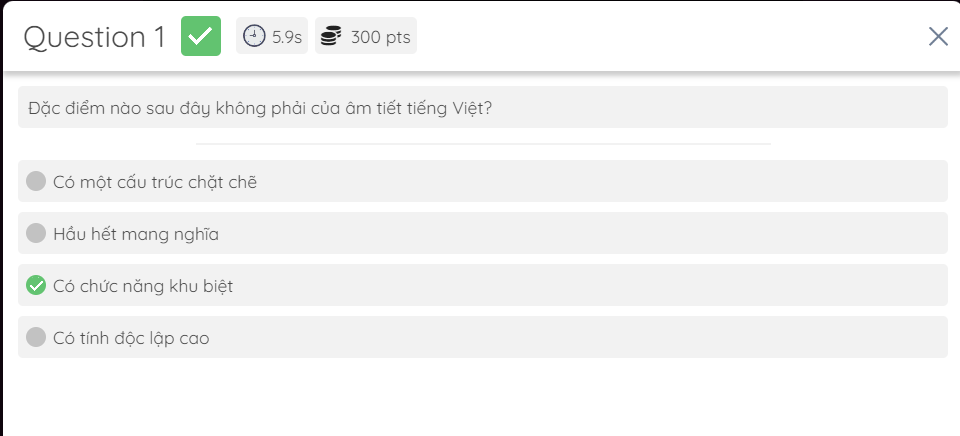 Question 1 5.9s 300 pts
Đặc điểm nào sau đây không phải của âm tiết tiếng Việt?
Có một cấu trúc chặt chẽ
Hầu hết mang nghĩa
Có chức năng khu biệt
Có tính độc lập cao